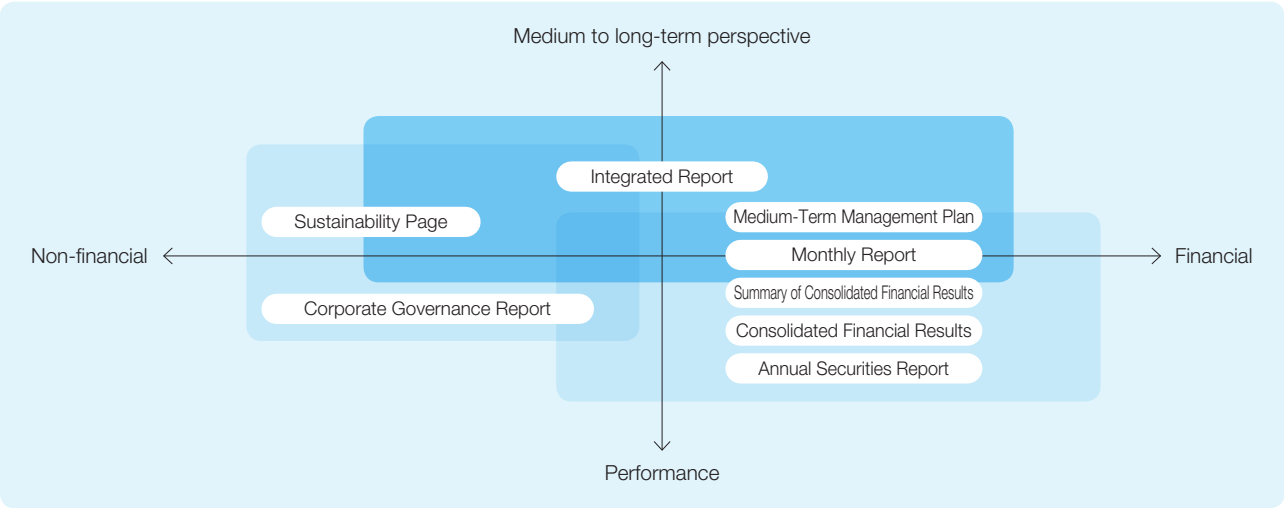 Medium to long-term perspective
Integrated Report
Sustainability Page
Medium-Term Management Plan
Non-financial
Monthly Report
Financial
Summary of Consolidated Financial Results
Corporate Governance Report
Consolidated Financial Results
Annual Securities Report
Performance